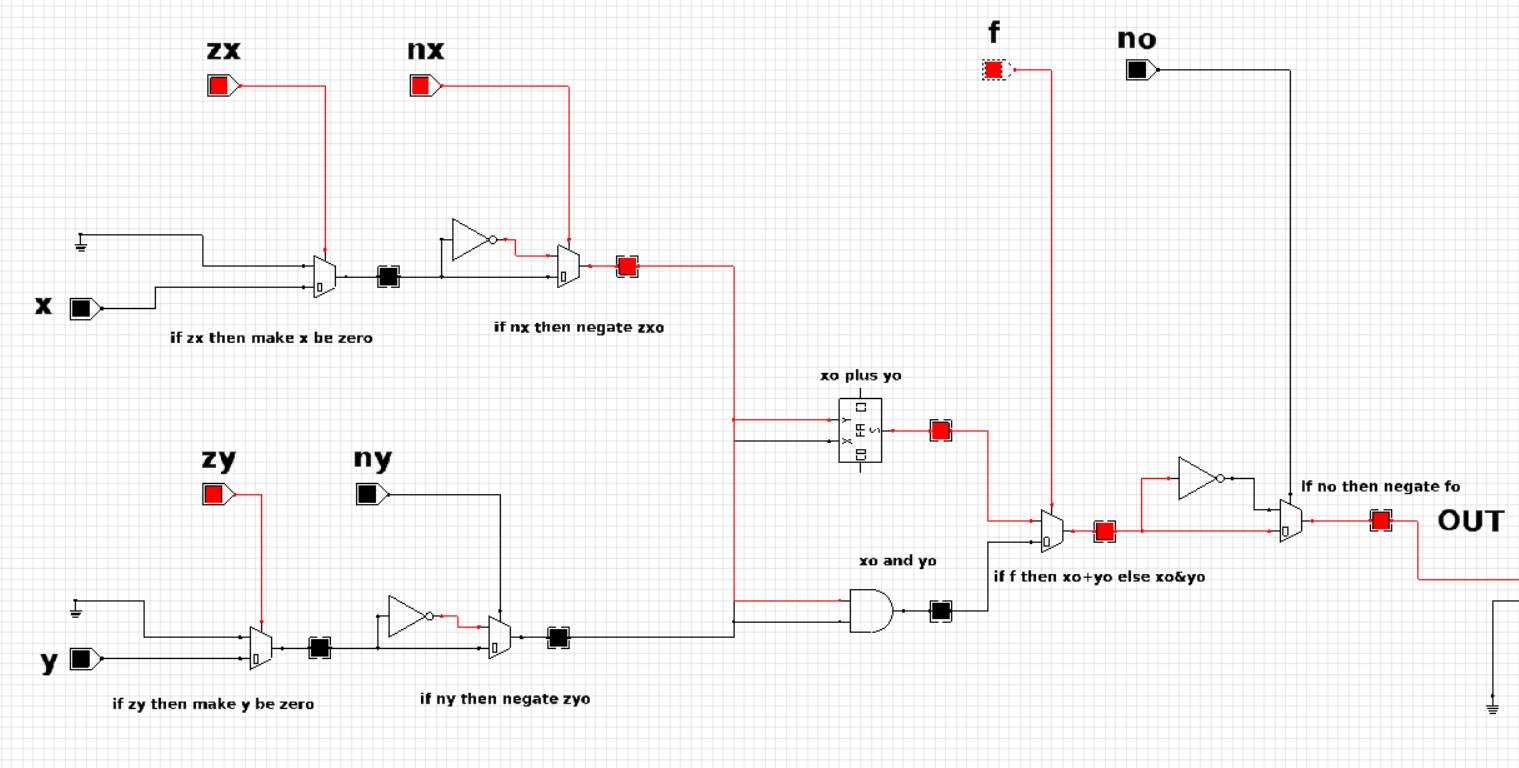 zx
nx
f
no
x
if zx then make x be zero
if nx then negate zxo
xo plus yo
CI
Y
X
FA
S
CO
zy
ny
If no then negate fo
OUT
xo and yo
if f then xo+yo else xo&yo
y
if zy then make y be zero
if ny then negate zyo